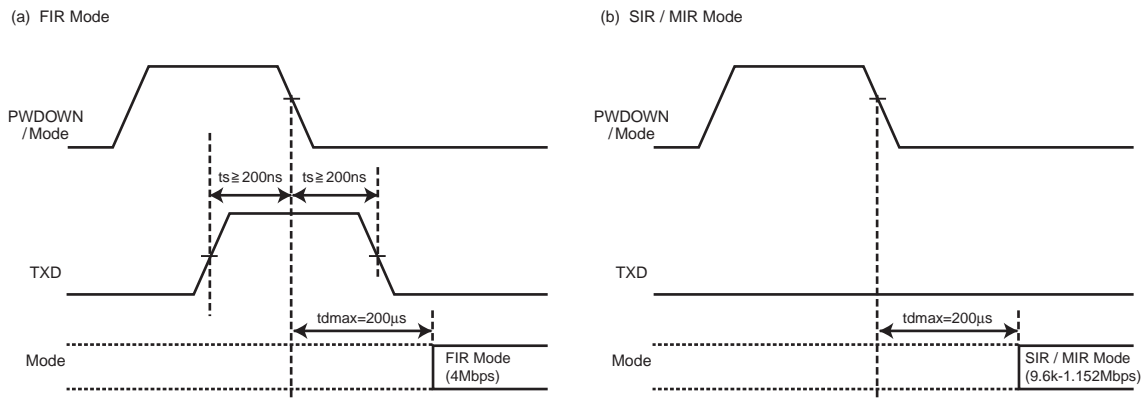 (a) FIR Mode
PWDOWN
/Mode
ts≧200ns ts≧200ns
TXD
tdmax=200μs
Mode
FIR Mode
(4Mbps)
(b) SIR / MIR Mode
PWDOWN
/Mode
TXD
tdmax=200μs
Mode
SIR / MIR Mode
(9.6k-1.152Mbps)